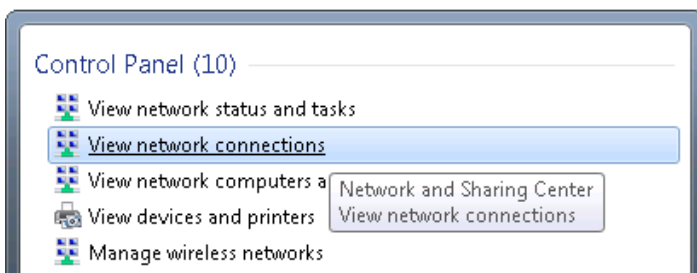 Control Panel (10)
View network status and tasks
View network connections
View network computers a
Network and Sharing Center
View network connections
View devices and printers
Manage wireless networks